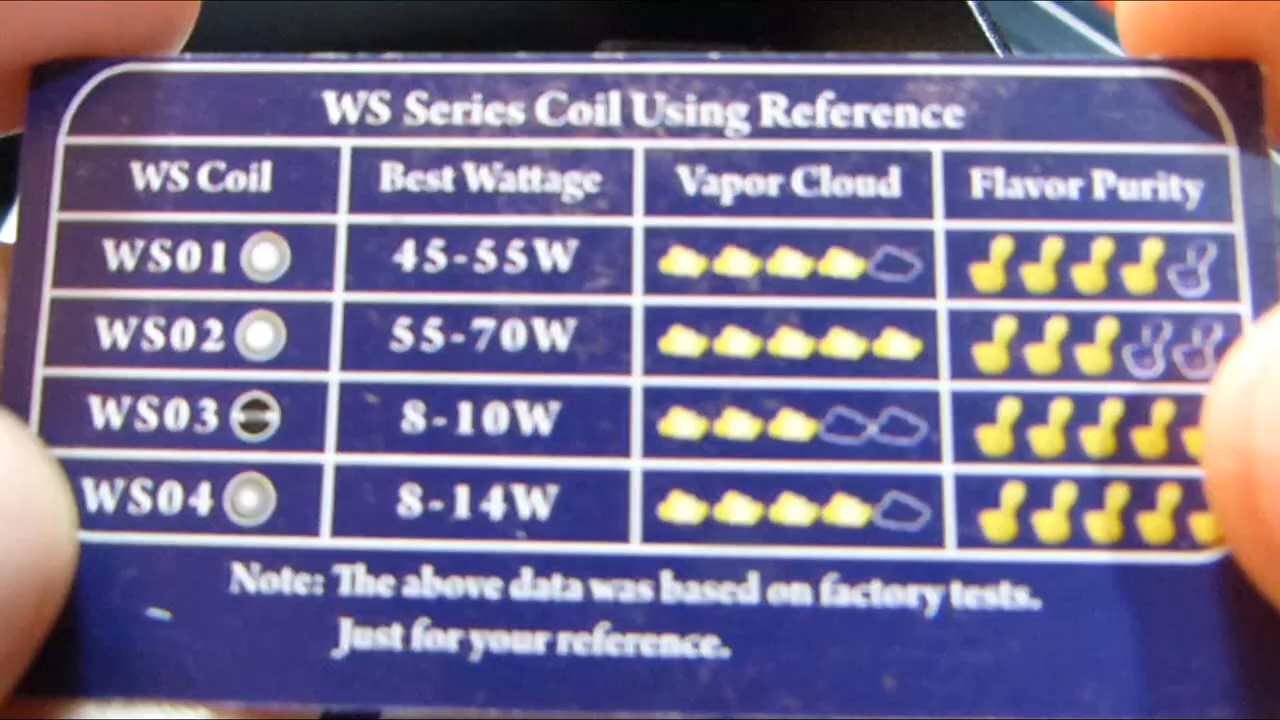 WS Series Coil Using Reference
WS Coil Best Wattage Vapor Cloud Flavor Purity
WS01 45-55W
WS02 55-70W
WS03 8-10W
WS04 8-14W
Note: The above data was based on factory tests.
Just for your reference.